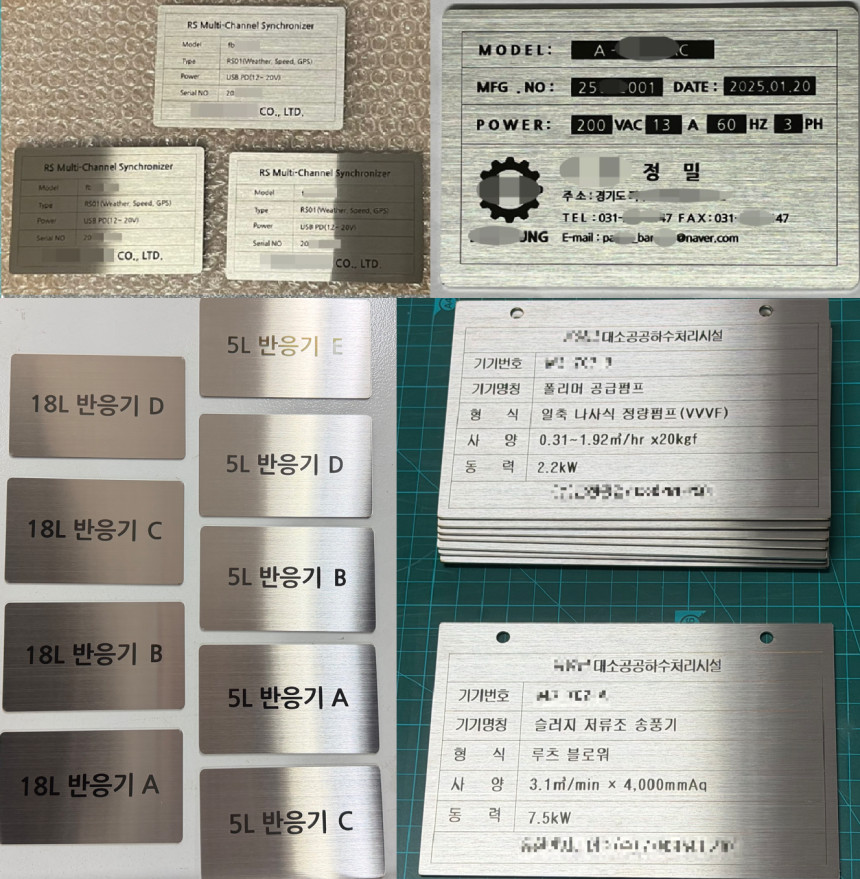 RS Multi-Channel Synchronizer
Model fb
Type RS01(Weather, Speed, GPS)
Power USB PD(12~ 20V)
Serial NO 20
CO., LTD.
RS Multi-Channel Synchronizer
Model
Type RS01(Weather, Speed, GPS)
Power USB PD(12~ 20V)
Serial NO 20
CO., LTD.
RS Multi-Channel Synchronizer
Model
Type RS01(Weather, Speed, GPS)
Power USB PD(12~ 20V)
Serial NO 20
CO., LTD.
MODEL: A - C
MFG . NO : 25 001 DATE : 2025.01.20
POWER: 200 VAC 13 A 60 HZ 3 PH
정 밀
주소 : 경기도
TEL : 031- 47 FAX : 031- 47
UNG E-mail : pa bar @naver.com
18L 반응기 D
18L 반응기 C
18L 반응기 B
18L 반응기 A
5L 반응기 E
5L 반응기 D
5L 반응기 B
5L 반응기 A
5L 반응기 C
대소공공하수처리시설
기기번호
기기명칭 폴리머 공급펌프
형 식 일축 나사식 정량펌프(VVVF)
사 양 0.31~1.92㎥/hr x20kgf
동 력 2.2kW
대소공공하수처리시설
기기번호
기기명칭 슬러지 저류조 송풍기
형 식 루츠 블로워
사 양 3.1㎥/min × 4,000mmAq
동 력 7.5kW